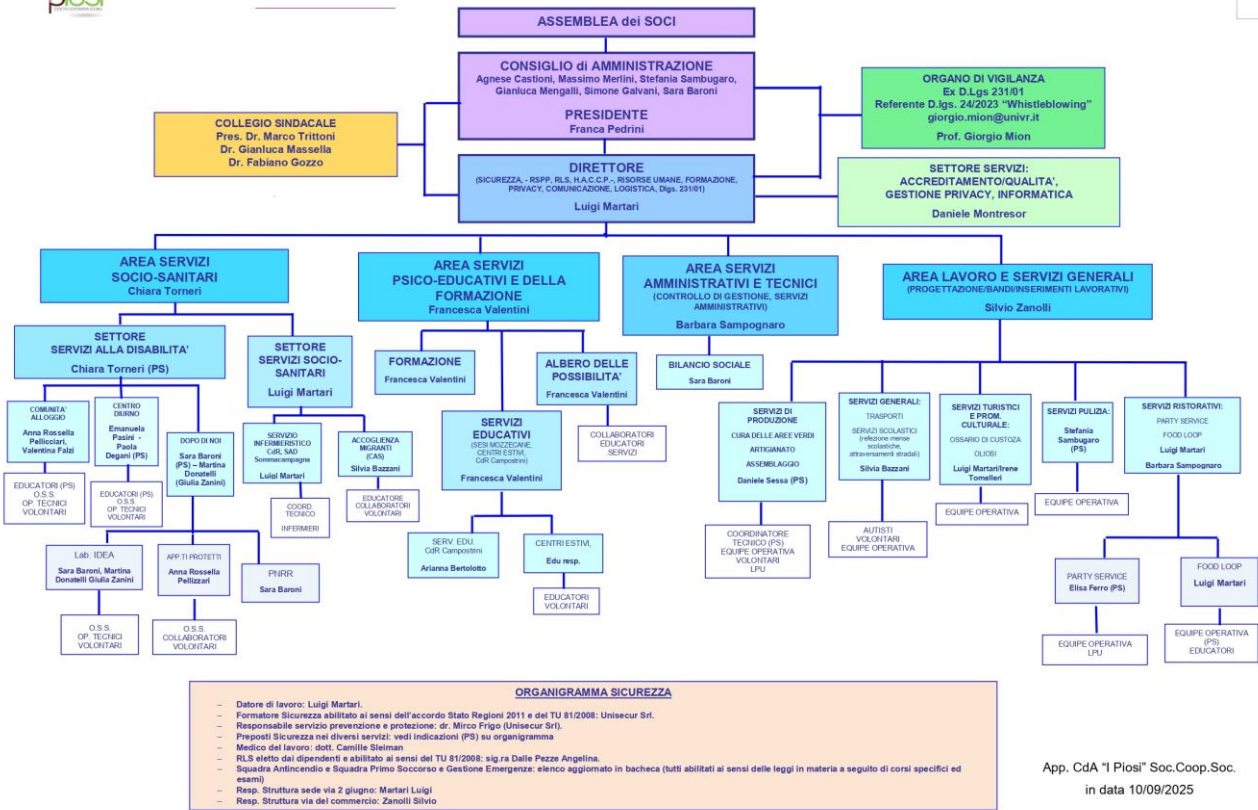 piosi
ASSEMBLEA dei SOCI
CONSIGLIO di AMMINISTRAZIONE
Agnese Castioni, Massimo Merlini, Stefania Sambugaro,
Gianluca Mengalli, Simone Galvani, Sara Baroni
PRESIDENTE
Franca Pedrini
ORGANO DI VIGILANZA
Ex D.Lgs 231/01
Referente D.lgs. 24/2023 “Whistleblowing”
giorgio.mion@univr.it
Prof. Giorgio Mion
COLLEGIO SINDACALE
Pres. Dr. Marco Trittoni
Dr. Gianluca Massella
Dr. Fabiano Gozzo
DIRETTORE
(SICUREZZA, - RSPP, RLS, H.A.C.C.P.-, RISORSE UMANE, FORMAZIONE,
PRIVACY, COMUNICAZIONE, LOGISTICA, Dlgs. 231/01)
Luigi Martari
SETTORE SERVIZI:
ACCREDITAMENTO/QUALITA’,
GESTIONE PRIVACY, INFORMATICA
Daniele Montresor
AREA SERVIZI
SOCIO-SANITARI
Chiara Torneri
AREA SERVIZI
PSICO-EDUCATIVI E DELLA
FORMAZIONE
Francesca Valentini
AREA SERVIZI
AMMINISTRATIVI E TECNICI
(CONTROLLO DI GESTIONE, SERVIZI
AMMINISTRATIVI)
Barbara Sampognaro
AREA LAVORO E SERVIZI GENERALI
(PROGETTAZIONE/BANDI/INSERIMENTI LAVORATIVI)
Silvio Zanolli
SETTORE
SERVIZI ALLA DISABILITA’
Chiara Torneri (PS)
SETTORE
SERVIZI SOCIO-
SANITARI
Luigi Martari
FORMAZIONE
Francesca Valentini
ALBERO DELLE
POSSIBILITA’
Francesca Valentini
BILANCIO SOCIALE
Sara Baroni
COMUNITA’
ALLOGGIO
Anna Rossella
Pellicciari,
Valentina Falzi
CENTRO
DIURNO
Emanuela
Pasini -
Paola
Degani (PS)
DOPO DI NOI
Sara Baroni
(PS) – Martina
Donatelli
(Giulia Zanini)
SERVIZIO
INFERMIERISTICO
CdR, SAD
Sommacampagna
Luigi Martari
ACCOGLIENZA
MIGRANTI
(CAS)
Silvia Bazzani
SERVIZI
EDUCATIVI
(SESI MOZZECANE,
CENTRI ESTIVI,
CdR Campostrini)
Francesca Valentini
COLLABORATORI
EDUCATORI
SERVIZI
SERVIZI DI
PRODUZIONE
CURA DELLE AREE VERDI
ARTIGIANATO
ASSEMBLAGGIO
Daniele Sessa (PS)
SERVIZI GENERALI:
TRASPORTI
SERVIZI SCOLASTICI
(refezione mense
scolastiche,
attraversamenti stradali)
Silvia Bazzani
SERVIZI TURISTICI
E PROM.
CULTURALE:
OSSARIO DI CUSTOZA
OLIOSI
Luigi Martari/Irene
Tomelleri
SERVIZI PULIZIA:
Stefania
Sambugaro
(PS)
SERVIZI RISTORATIVI:
PARTY SERVICE
FOOD LOOP
Luigi Martari
Barbara Sampognaro
EDUCATORI (PS)
O.S.S.
OP. TECNICI
VOLONTARI
EDUCATORI (PS)
O.S.S
OP. TECNICI
VOLONTARI
COORD.
TECNICO
INFERMIERI
EDUCATORE
COLLABORATORI
VOLONTARI
COORDINATORE
TECNICO (PS)
EQUIPE OPERATIVA
VOLONTARI
LPU
AUTISTI
VOLONTARI
EQUIPE OPERATIVA
EQUIPE OPERATIVA
EQUIPE OPERATIVA
Lab. IDEA
Sara Baroni, Martina
Donatelli Giulia Zanini
APP.TI PROTETTI
Anna Rossella
Pellizzari
PNRR
Sara Baroni
SERV. EDU.
CdR Campostrini
Arianna Bertolotto
CENTRI ESTIVI,
Edu resp.
PARTY SERVICE
Elisa Ferro (PS)
FOOD LOOP
Luigi Martari
O.S.S.
OP. TECNICI
VOLONTARI
O.S.S.
COLLABORATORI
VOLONTARI
EDUCATORI
VOLONTARI
EQUIPE OPERATIVA
LPU
EQUIPE OPERATIVA
(PS)
EDUCATORI
ORGANIGRAMMA SICUREZZA
– Datore di lavoro: Luigi Martari.
– Formatore Sicurezza abilitato ai sensi dell’accordo Stato Regioni 2011 e del TU 81/2008: Unisecur Srl.
– Responsabile servizio prevenzione e protezione: dr. Mirco Frigo (Unisecur Srl).
– Preposti Sicurezza nei diversi servizi: vedi indicazioni (PS) su organigramma
– Medico del lavoro: dott. Camille Sleiman
– RLS eletto dai dipendenti e abilitato ai sensi del TU 81/2008: sig.ra Dalle Pezze Angelina.
– Squadra Antincendio e Squadra Primo Soccorso e Gestione Emergenze: elenco aggiornato in bacheca (tutti abilitati ai sensi delle leggi in materia a seguito di corsi specifici ed
esami)
– Resp. Struttura sede via 2 giugno: Martari Luigi
– Resp. Struttura via del commercio: Zanolli Silvio
App. CdA “I Piosi” Soc.Coop.Soc.
in data 10/09/2025